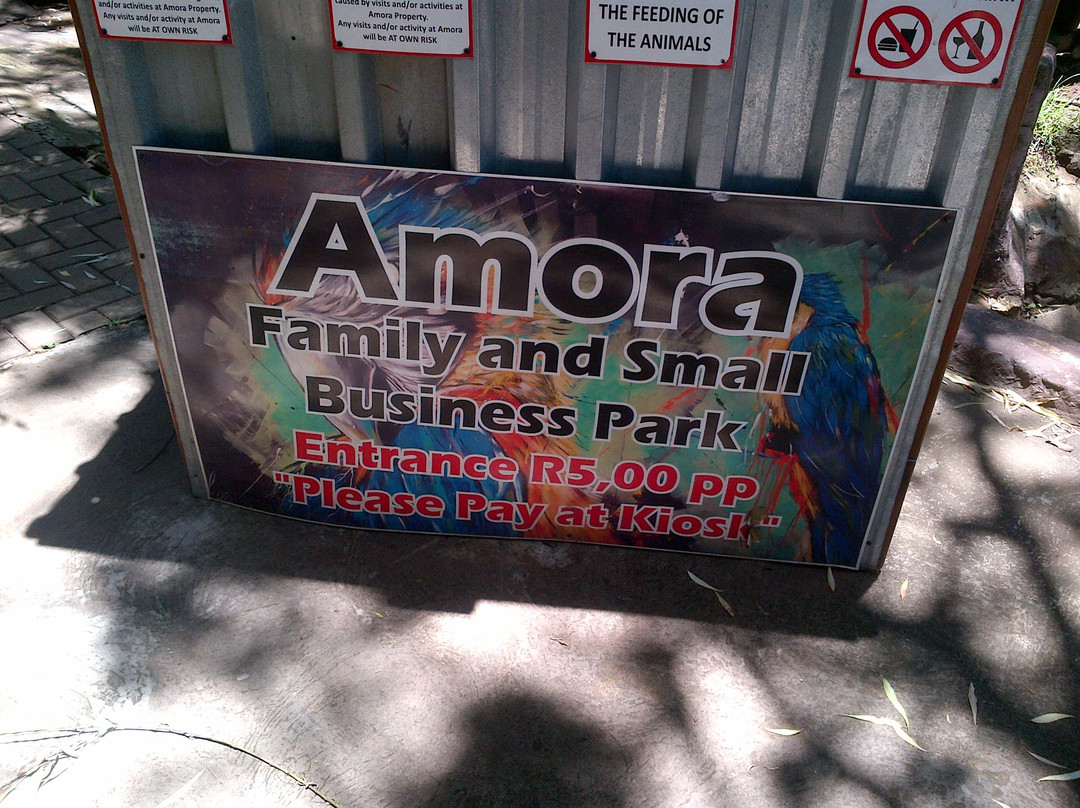 and/or activities at Amora Property.
Any visits and/or activity at Amora
will be AT OWN RISK
caused by visits and/or activities at
Amora Property.
Any visits and/or activity at Amora
will be AT OWN RISK
THE FEEDING OF
THE ANIMALS
Amora
Family and Small
Business Park
Entrance R5,00 pp
"Please Pay at Kiosk"